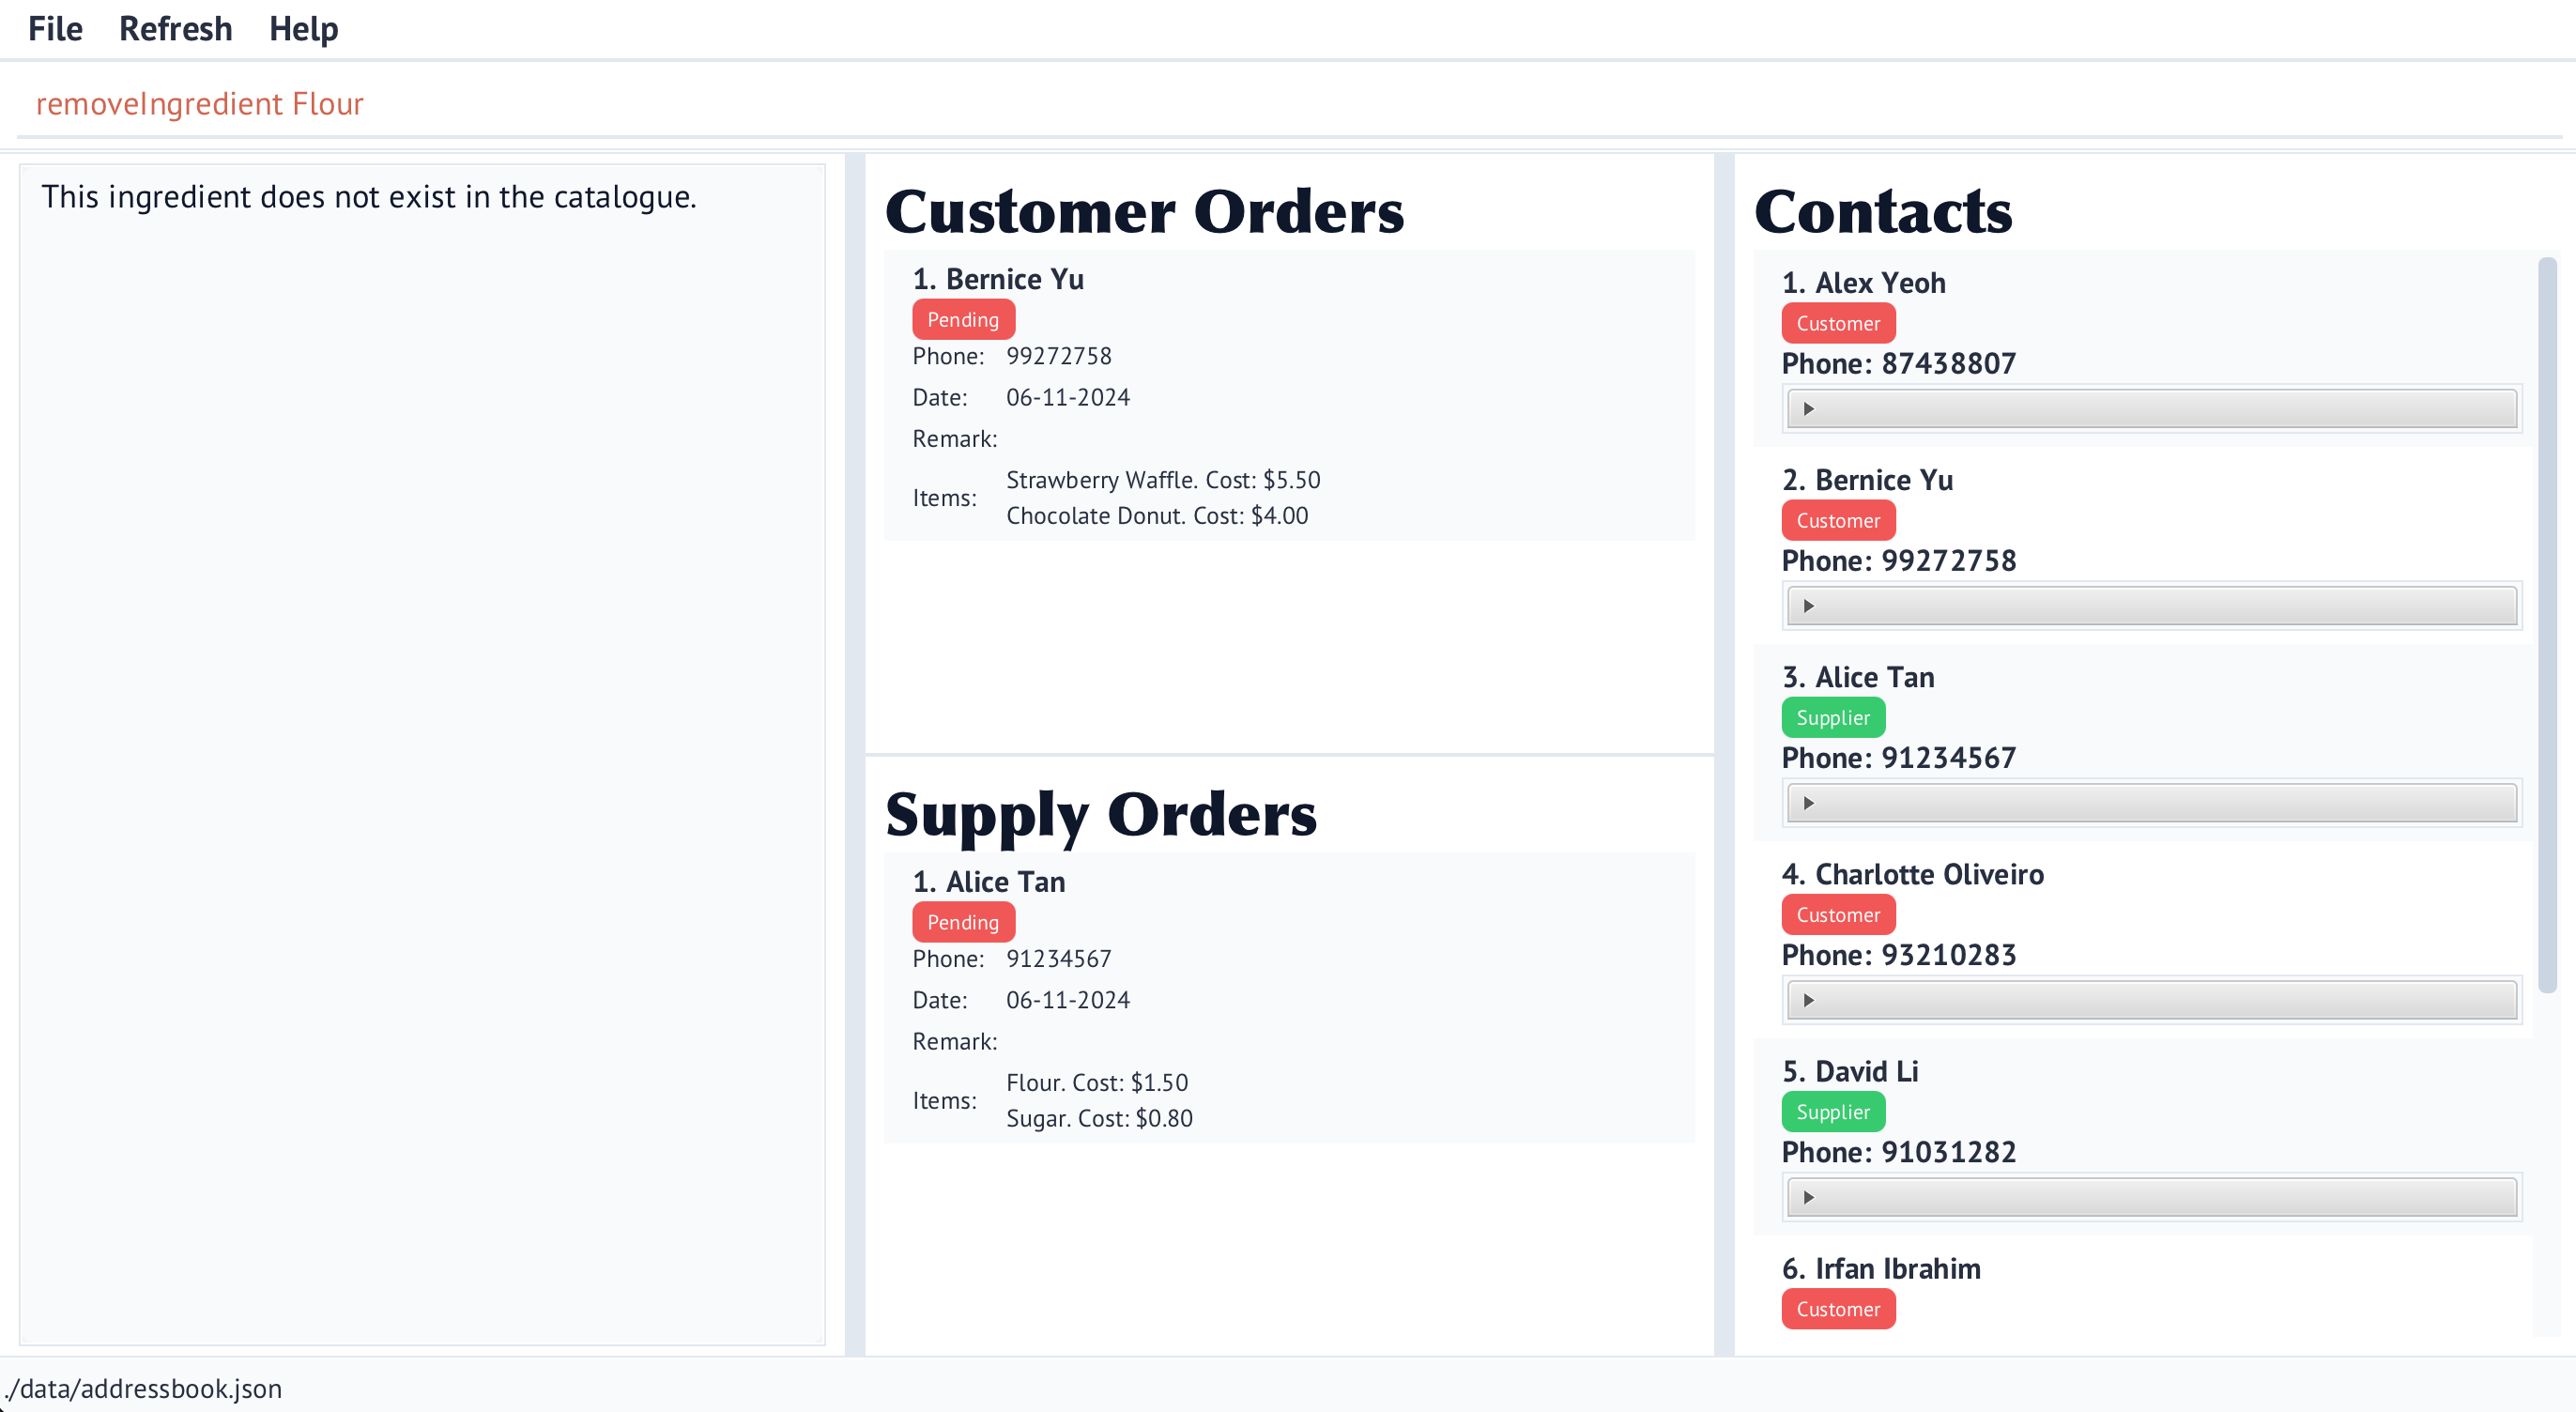 File Refresh Help
removeIngredient Flour
This ingredient does not exist in the catalogue.
Customer Orders
1. Bernice Yu
Pending
Phone: 99272758
Date: 06-11-2024
Remark:
Items:
Strawberry Waffle. Cost: $5.50
Chocolate Donut. Cost: $4.00
Supply Orders
1. Alice Tan
Pending
Phone: 91234567
Date: 06-11-2024
Remark:
Items:
Flour. Cost: $1.50
Sugar. Cost: $0.80
Contacts
1. Alex Yeoh
Customer
Phone: 87438807
2. Bernice Yu
Customer
Phone: 99272758
3. Alice Tan
Supplier
Phone: 91234567
4. Charlotte Oliveiro
Customer
Phone: 93210283
5. David Li
Supplier
Phone: 91031282
6. Irfan Ibrahim
Customer
./data/addressbook.json